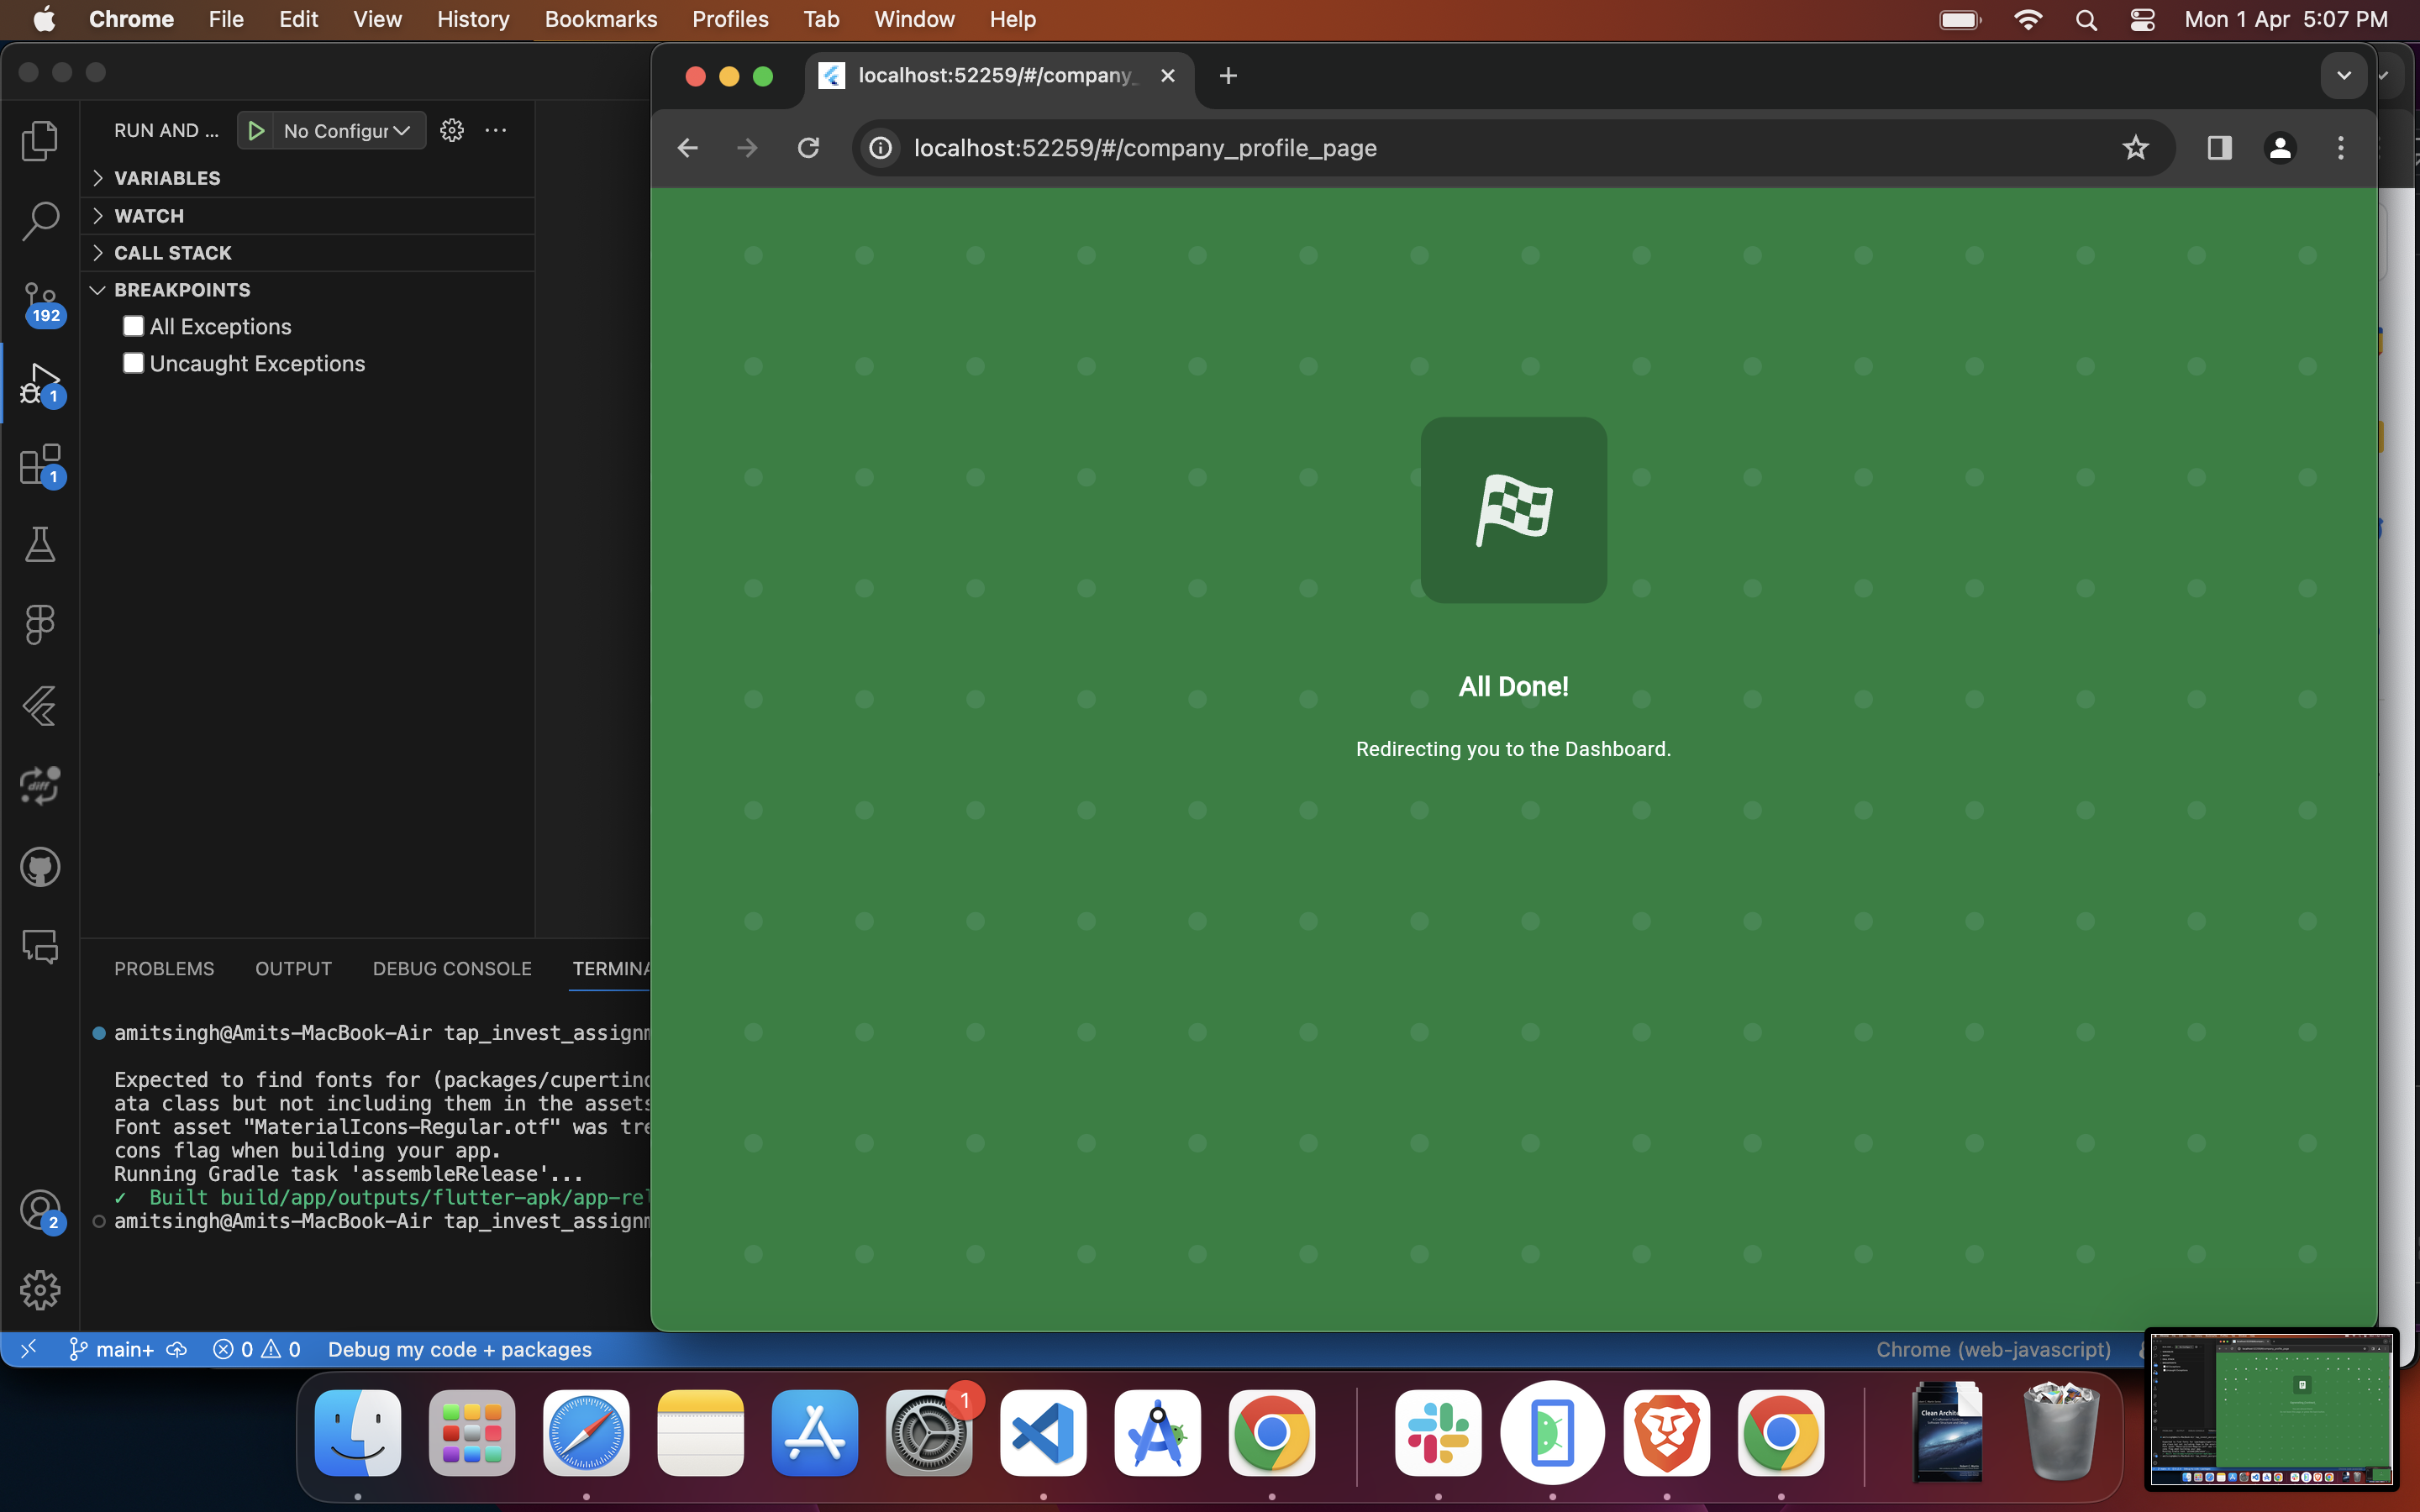 Chrome File Edit View History Bookmarks Profiles Tab Window Help Mon 1 Apr 5:07 PM
localhost:52259/#/company_
localhost:52259/#/company_profile_page
RUN AND ... No Configur
VARIABLES
WATCH
CALL STACK
BREAKPOINTS
All Exceptions
Uncaught Exceptions
192
1
1
diff
2
All Done!
Redirecting you to the Dashboard.
PROBLEMS OUTPUT DEBUG CONSOLE TERMINA
amitsingh@Amits-MacBook-Air tap_invest_assignm
Expected to find fonts for (packages/cupertino
ata class but not including them in the assets
Font asset "MaterialIcons-Regular.otf" was tre
cons flag when building your app.
Running Gradle task 'assembleRelease'...
✓ Built build/app/outputs/flutter-apk/app-rel
amitsingh@Amits-MacBook-Air tap_invest_assignm
main+ 0 0 Debug my code + packages Chrome (web-javascript)
1